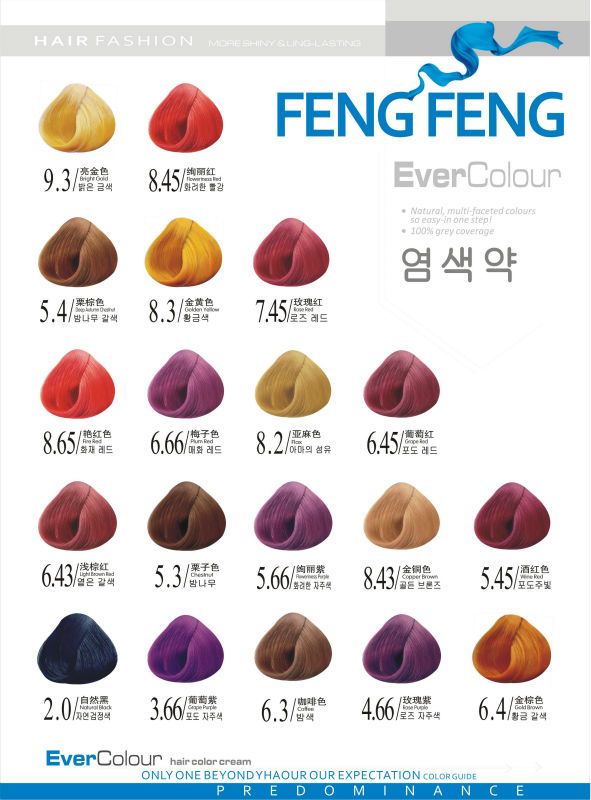 HAIR FASHION MORE SHINY & LING-LASTING
FENG FENG
EverColour
• Natural, multi-faceted colours
so easy-in one step!
• 100% grey coverage
염색약
9.3/ 亮金色
Bright Gold
밝은 금색
8.45/ 绚丽红
Floweriness Red
화려한 빨강
5.4/ 栗棕色
Deep Autumn Chestnut
밤나무 갈색
8.3/ 金黄色
Golden Yellow
황금색
7.45/ 玫瑰红
Rose Red
로즈 레드
8.65/ 艳红色
Fire Red
화재 레드
6.66/ 梅子色
Plum Red
매화 레드
8.2/ 亚麻色
Flax
아마의 섬유
6.45/ 葡萄红
Grape Red
포도 레드
6.43/ 浅棕红
Light Brown Red
옅은 갈색
5.3/ 栗子色
Chestnut
밤나무
5.66/ 绚丽紫
Floweriness Purple
화려한 자주색
8.43/ 金铜色
Copper Brown
골든 브론즈
5.45/ 酒红色
Wine Red
포도주빛
2.0/ 自然黑
Natural Black
자연검정색
3.66/ 葡萄紫
Grape Purple
포도 자주색
6.3/ 咖啡色
Coffee
밤색
4.66/ 玫瑰紫
Rose Purple
로즈 자주색
6.4/ 金棕色
Gold Brown
황금 갈색
EverColour hair color cream
ONLY ONE BEYONDYHAOUR OUR EXPECTATION COLOR GUIDE
PREDOMINANCE